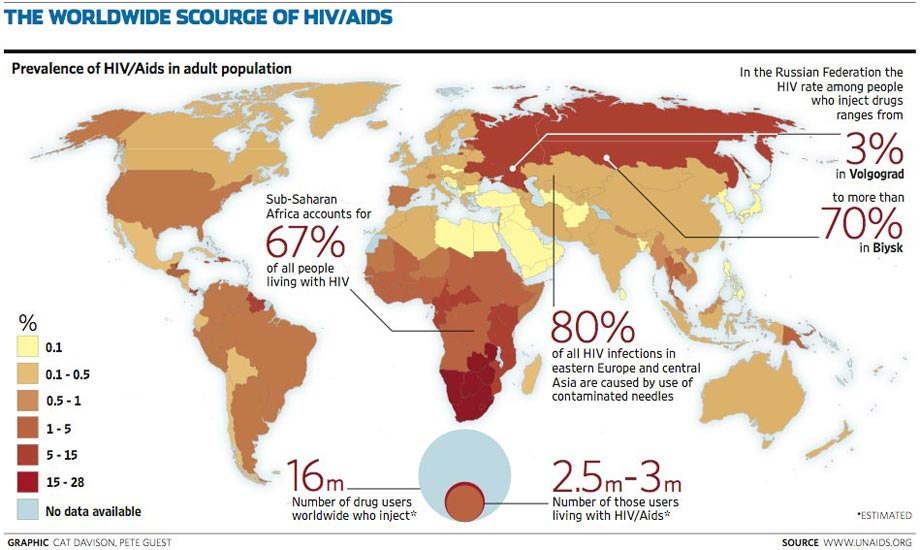 THE WORLDWIDE SCOURGE OF HIV/AIDS
Prevalence of HIV/Aids in adult population
In the Russian Federation the
HIV rate among people
who inject drugs
ranges from
3%
in Volgograd
to more than
70%
in Biysk
Sub-Saharan
Africa accounts for
67%
of all people
living with HIV
80%
of all HIV infections in
eastern Europe and central
Asia are caused by use of
contaminated needles
%
0.1
0.1 - 0.5
0.5 - 1
1 - 5
5 - 15
15 - 28
No data available
16m
Number of drug users
worldwide who inject*
2.5m-3m
Number of those users
living with HIV/Aids*
*ESTIMATED
GRAPHIC CAT DAVISON, PETE GUEST
SOURCE WWW.UNAIDS.ORG